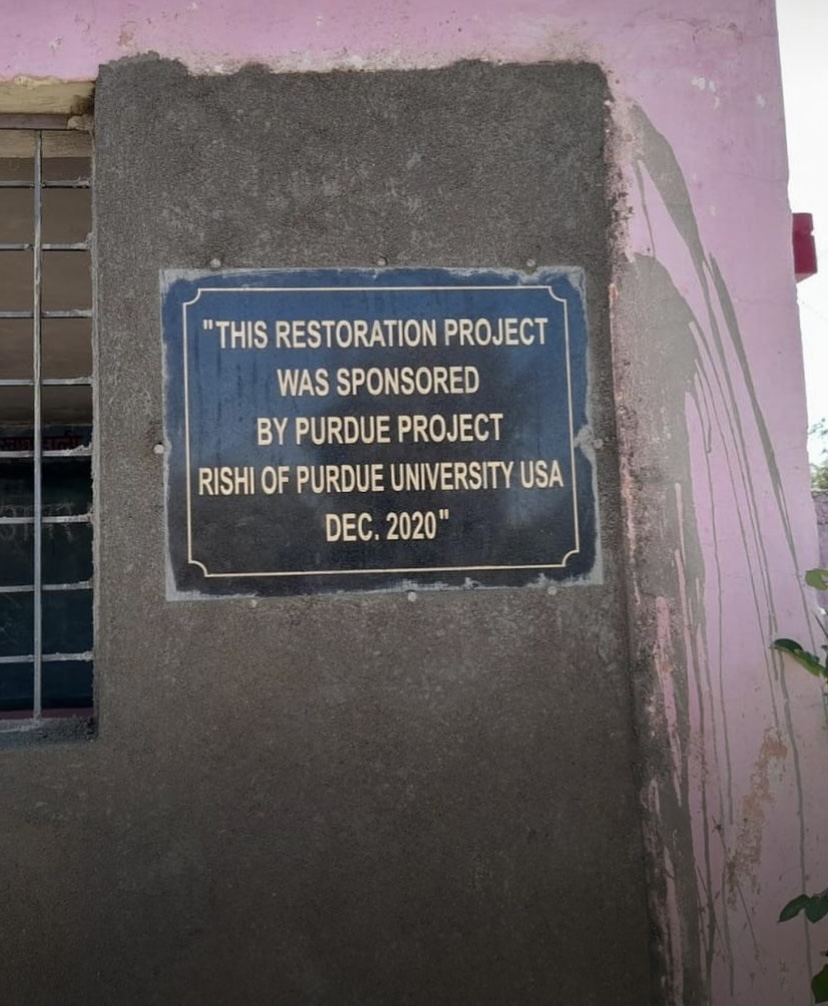 "THIS RESTORATION PROJECT
WAS SPONSORED
BY PURDUE PROJECT
RISHI OF PURDUE UNIVERSITY USA
DEC. 2020"